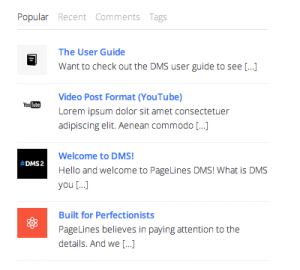 Popular Recent Comments Tags
The User Guide
Want to check out the DMS user guide to see [...]
You Tube
Video Post Format (YouTube)
Lorem ipsum dolor sit amet consectetuer
adipiscing elit. Aenean commodo [...]
#DMS2
Welcome to DMS!
Hello and welcome to PageLines DMS! What is DMS
you [...]
Built for Perfectionists
PageLines believes in paying attention to the
details. And we [...]